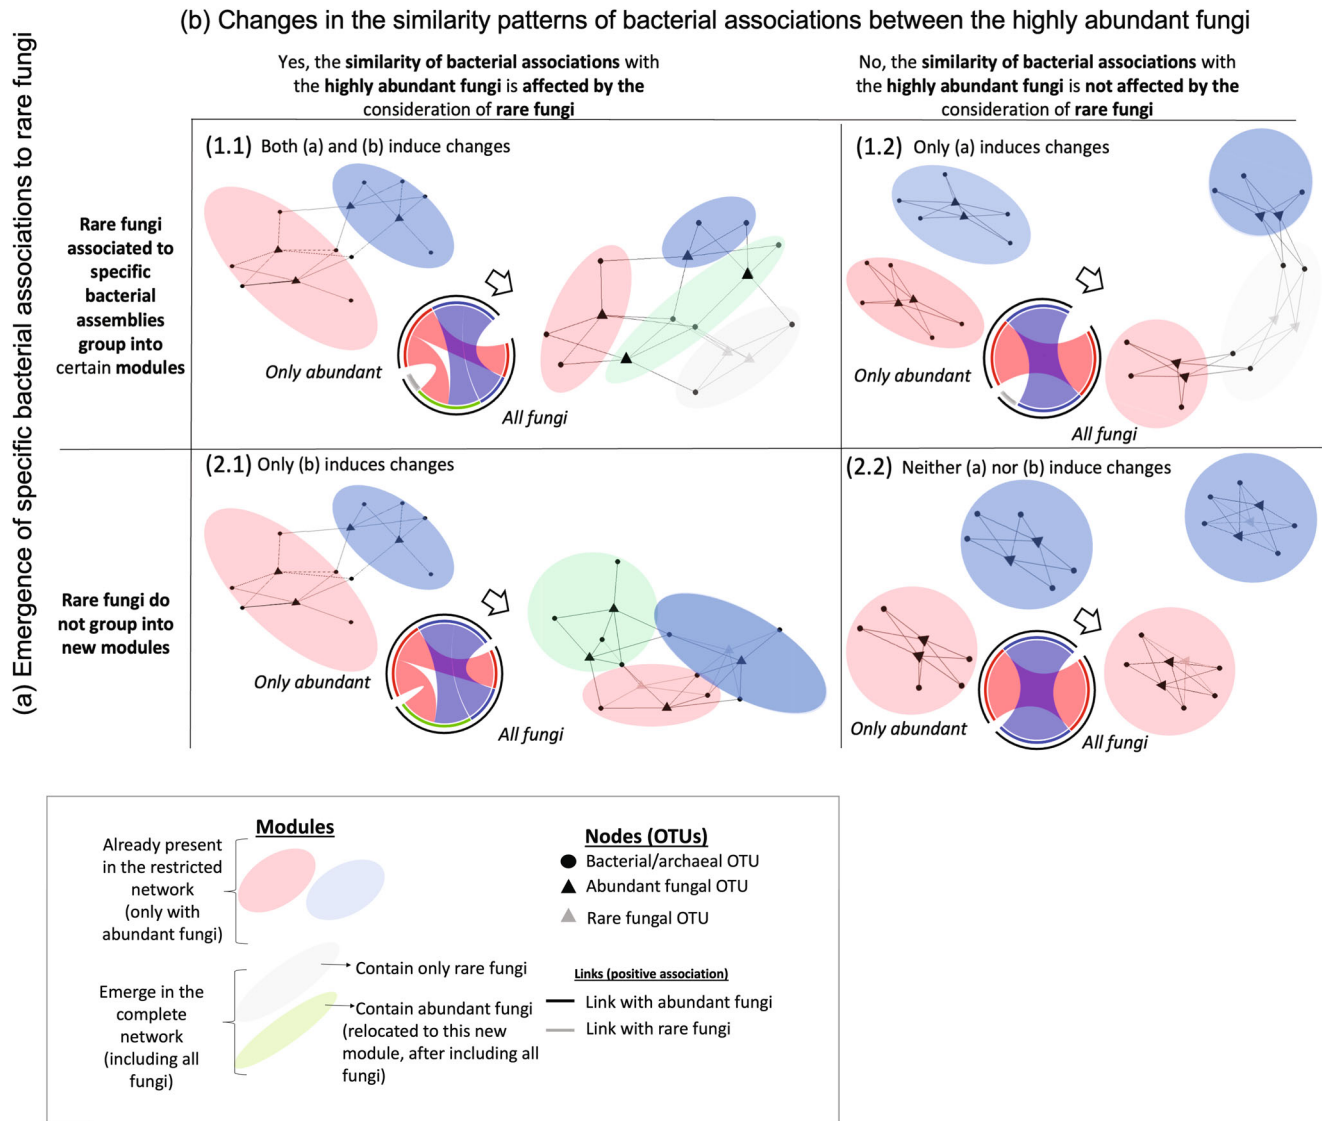 (b) Changes in the similarity patterns of bacterial associations between the highly abundant fungi
(a) Emergence of specific bacterial associations to rare fungi
Yes, the similarity of bacterial associations with
the highly abundant fungi is affected by the
consideration of rare fungi
No, the similarity of bacterial associations with
the highly abundant fungi is not affected by the
consideration of rare fungi
Rare fungi
associated to
specific
bacterial
assemblies
group into
certain modules
(1.1) Both (a) and (b) induce changes
Only abundant
All fungi
(1.2) Only (a) induces changes
Only abundant
All fungi
Rare fungi do
not group into
new modules
(2.1) Only (b) induces changes
Only abundant
All fungi
(2.2) Neither (a) nor (b) induce changes
Only abundant
All fungi
Modules
Already present
in the restricted
network
(only with
abundant fungi)
Emerge in the
complete
network
(including all
fungi)
Contain only rare fungi
Contain abundant fungi
(relocated to this new
module, after including all
fungi)
Nodes (OTUs)
Bacterial/archaeal OTU
Abundant fungal OTU
Rare fungal OTU
Links (positive association)
Link with abundant fungi
Link with rare fungi